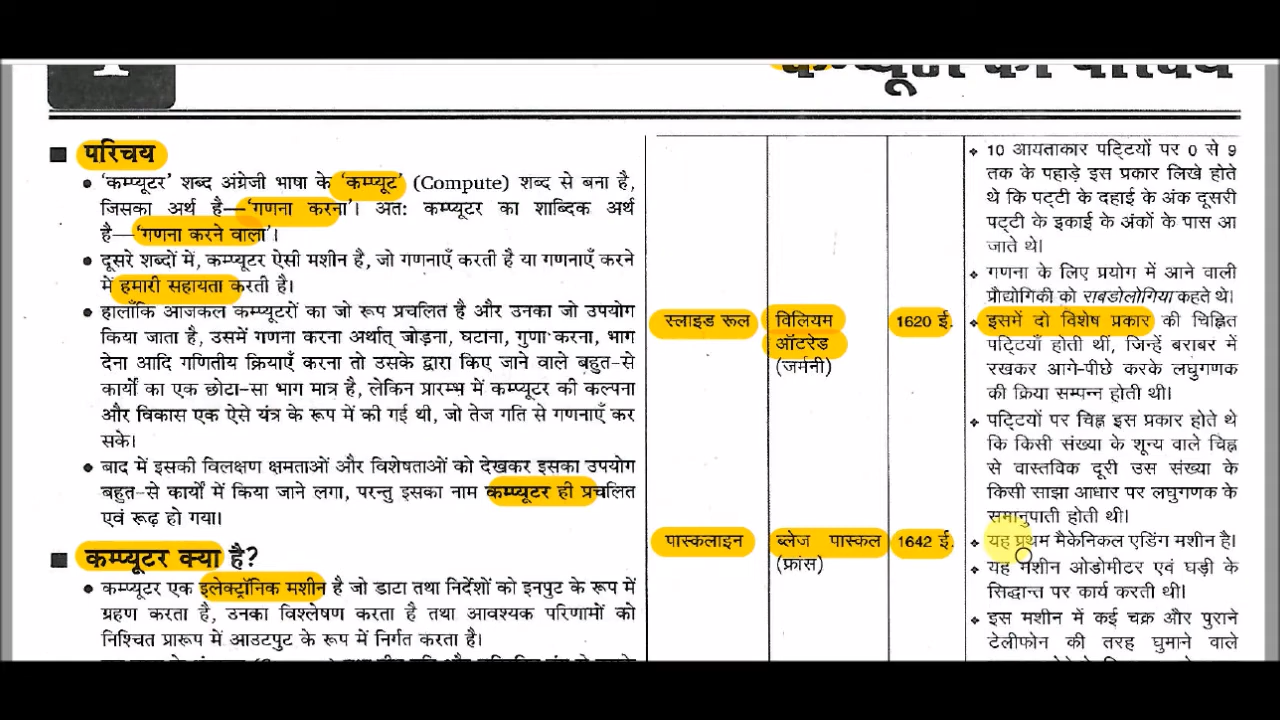 1
कम्प्यूटर का परिचय
■ परिचय
• 'कम्प्यूटर' शब्द अंग्रेजी भाषा के 'कम्प्यूट' (Compute) शब्द से बना है,
जिसका अर्थ है—'गणना करना'। अतः कम्प्यूटर का शाब्दिक अर्थ
है—'गणना करने वाला'।
• दूसरे शब्दों में, कम्प्यूटर ऐसी मशीन है, जो गणनाएँ करती है या गणनाएँ करने
में हमारी सहायता करती है।
• हालाँकि आजकल कम्प्यूटरों का जो रूप प्रचलित है और उनका जो उपयोग
किया जाता है, उसमें गणना करना अर्थात् जोड़ना, घटाना, गुणा करना, भाग
देना आदि गणितीय क्रियाएँ करना तो उसके द्वारा किए जाने वाले बहुत-से
कार्यों का एक छोटा-सा भाग मात्र है, लेकिन प्रारम्भ में कम्प्यूटर की कल्पना
और विकास एक ऐसे यंत्र के रूप में की गई थी, जो तेज गति से गणनाएँ कर
सके।
• बाद में इसकी विलक्षण क्षमताओं और विशेषताओं को देखकर इसका उपयोग
बहुत-से कार्यों में किया जाने लगा, परन्तु इसका नाम कम्प्यूटर ही प्रचलित
एवं रूढ़ हो गया।
■ कम्प्यूटर क्या है?
• कम्प्यूटर एक इलेक्ट्रॉनिक मशीन है जो डाटा तथा निर्देशों को इनपुट के रूप में
ग्रहण करता है, उनका विश्लेषण करता है तथा आवश्यक परिणामों को
निश्चित प्रारूप में आउटपुट के रूप में निर्गत करता है।
❖ 10 आयताकार पट्टियों पर 0 से 9
तक के पहाड़े इस प्रकार लिखे होते
थे कि पट्टी के दहाई के अंक दूसरी
पट्टी के इकाई के अंकों के पास आ
जाते थे।
❖ गणना के लिए प्रयोग में आने वाली
प्रौद्योगिकी को राबडोलोगिया कहते थे।
स्लाइड रूल
विलियम
ऑटरेड
(जर्मनी)
1620 ई.
❖ इसमें दो विशेष प्रकार की चिह्नित
पट्टियाँ होती थीं, जिन्हें बराबर में
रखकर आगे-पीछे करके लघुगणक
की क्रिया सम्पन्न होती थी।
❖ पट्टियों पर चिह्न इस प्रकार होते थे
कि किसी संख्या के शून्य वाले चिह्न
से वास्तविक दूरी उस संख्या के
किसी साझा आधार पर लघुगणक के
समानुपाती होती थी।
पास्कलाइन
ब्लेज पास्कल
(फ्रांस)
1642 ई.
❖ यह प्रथम मैकेनिकल एडिंग मशीन है।
❖ यह मशीन ओडोमीटर एवं घड़ी के
सिद्धान्त पर कार्य करती थी।
❖ इस मशीन में कई चक्र और पुराने
टेलीफोन की तरह घुमाने वाले